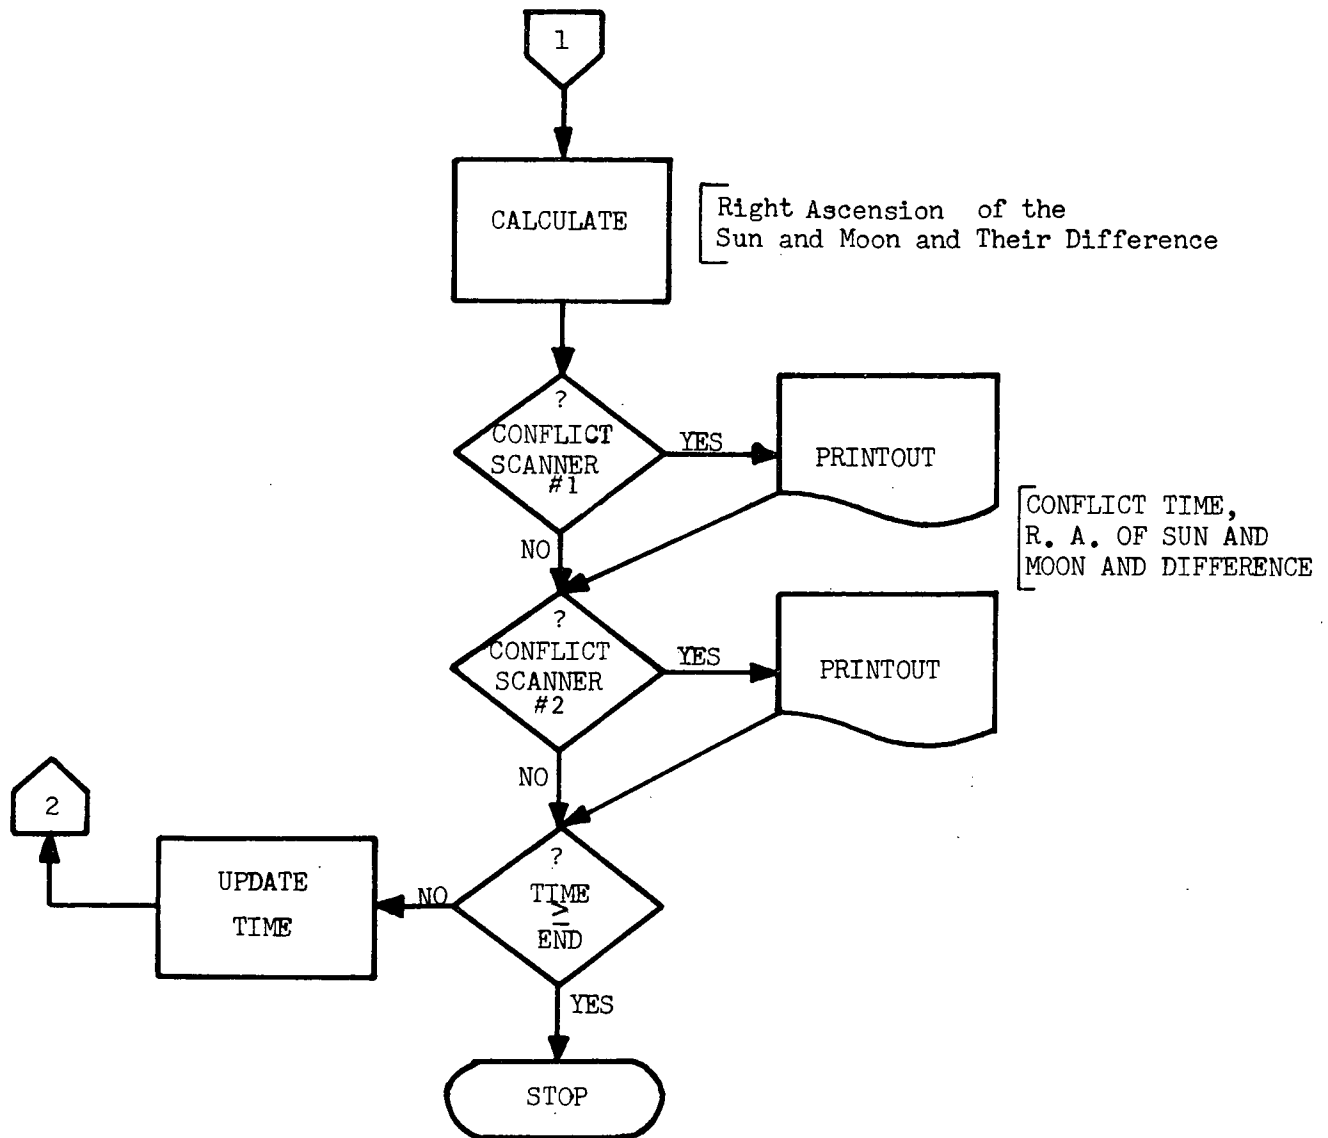 1
CALCULATE
Right Ascension of the
Sun and Moon and Their Difference
?
CONFLICT
SCANNER
#1
YES
PRINTOUT
CONFLICT TIME,
R. A. OF SUN AND
MOON AND DIFFERENCE
NO
?
CONFLICT
SCANNER
#2
YES
PRINTOUT
NO
?
TIME
≥
END
NO
UPDATE
TIME
2
YES
STOP